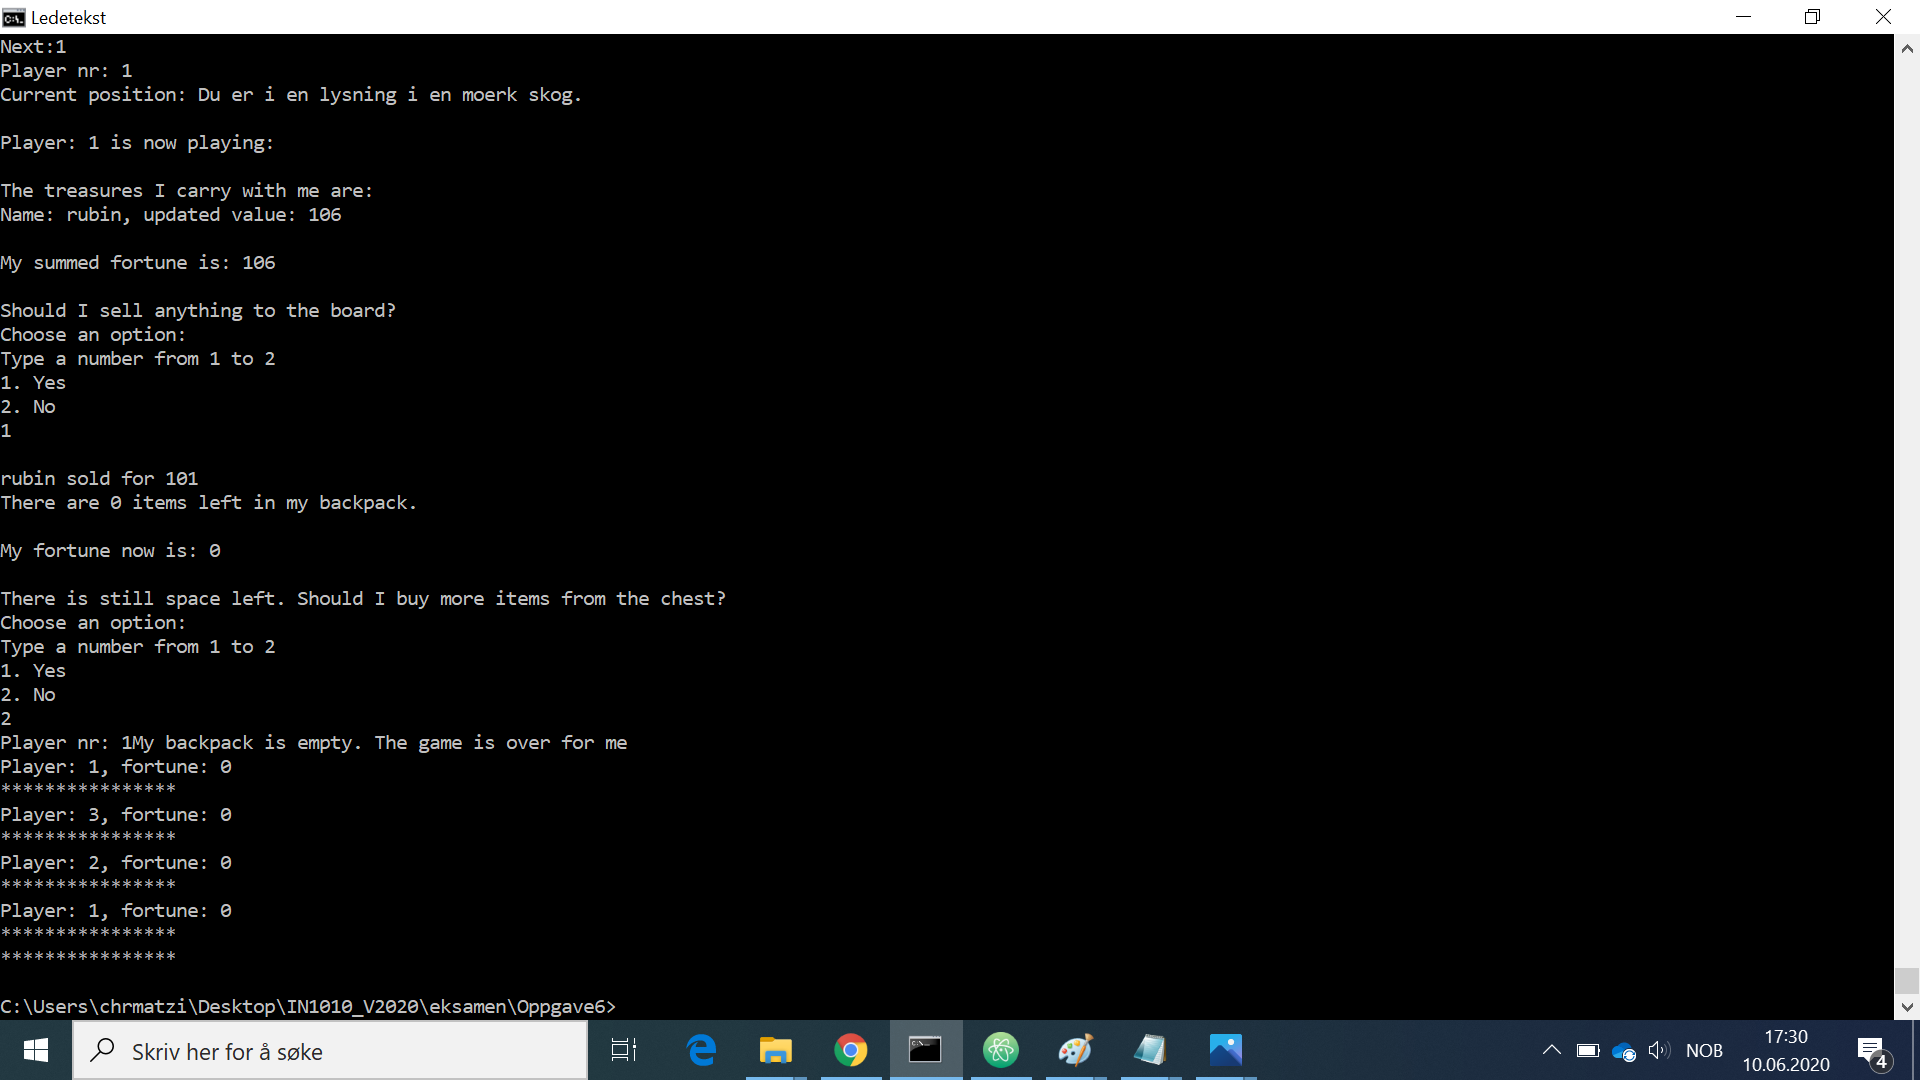 Ledetekst
Next:1
Player nr: 1
Current position: Du er i en lysning i en moerk skog.
Player: 1 is now playing:
The treasures I carry with me are:
Name: rubin, updated value: 106
My summed fortune is: 106
Should I sell anything to the board?
Choose an option:
Type a number from 1 to 2
1. Yes
2. No
1
rubin sold for 101
There are 0 items left in my backpack.
My fortune now is: 0
There is still space left. Should I buy more items from the chest?
Choose an option:
Type a number from 1 to 2
1. Yes
2. No
2
Player nr: 1My backpack is empty. The game is over for me
Player: 1, fortune: 0
****************
Player: 3, fortune: 0
****************
Player: 2, fortune: 0
****************
Player: 1, fortune: 0
****************
****************
C:\Users\chrmatzi\Desktop\IN1010_V2020\eksamen\Oppgave6>
Skriv her for å søke
NOB
17:30
10.06.2020
4